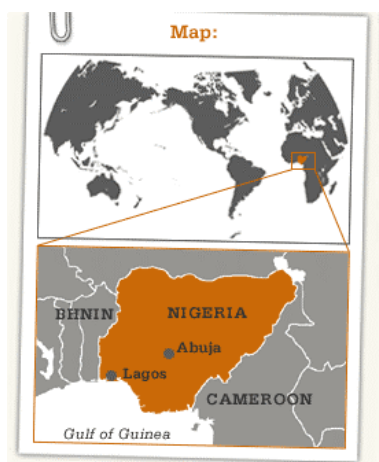 Map:
BHNIN
NIGERIA
Abuja
Lagos
CAMEROON
Gulf of Guinea